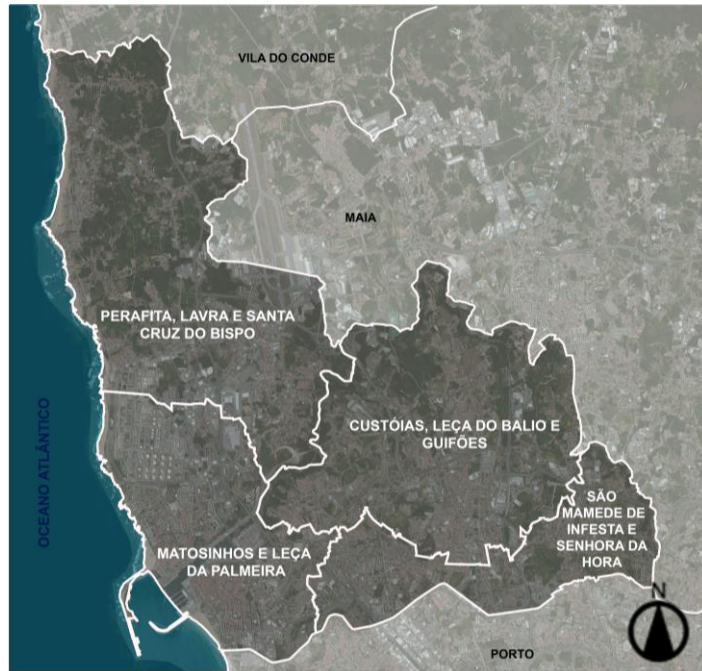 VILA DO CONDE
MAIA
PERAFITA, LAVRA E SANTA
CRUZ DO BISPO
CUSTÓIAS, LEÇA DO BALIO E
GUIFÕES
OCEANO ATLÂNTICO
SÃO
MAMEDE DE
INFESTA E
SENHORA DA
HORA
MATOSINHOS E LEÇA
DA PALMEIRA
N
PORTO